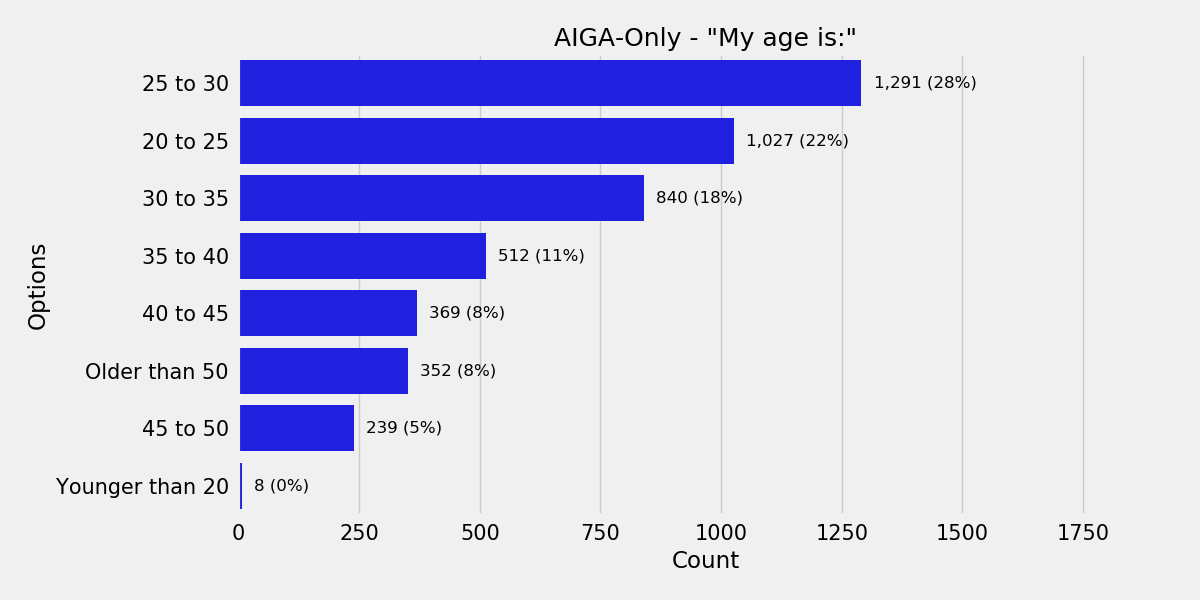 AIGA-Only - "My age is:"
25 to 30
1,291 (28%)
20 to 25
1,027 (22%)
30 to 35
840 (18%)
35 to 40
512 (11%)
40 to 45
369 (8%)
Older than 50
352 (8%)
45 to 50
239 (5%)
Younger than 20
8 (0%)
Options
0 250 500 750 1000 1250 1500 1750
Count